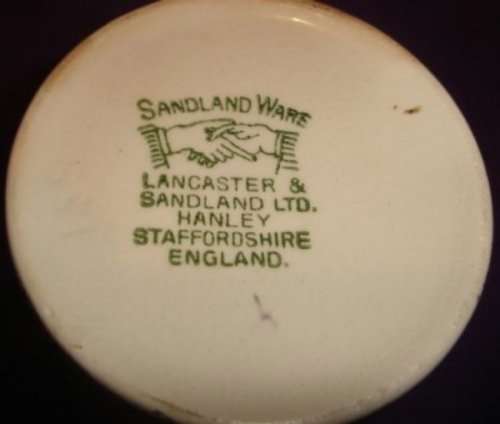 SANDLAND WARE
LANCASTER &
SANDLAND LTD.
HANLEY
STAFFORDSHIRE
ENGLAND.